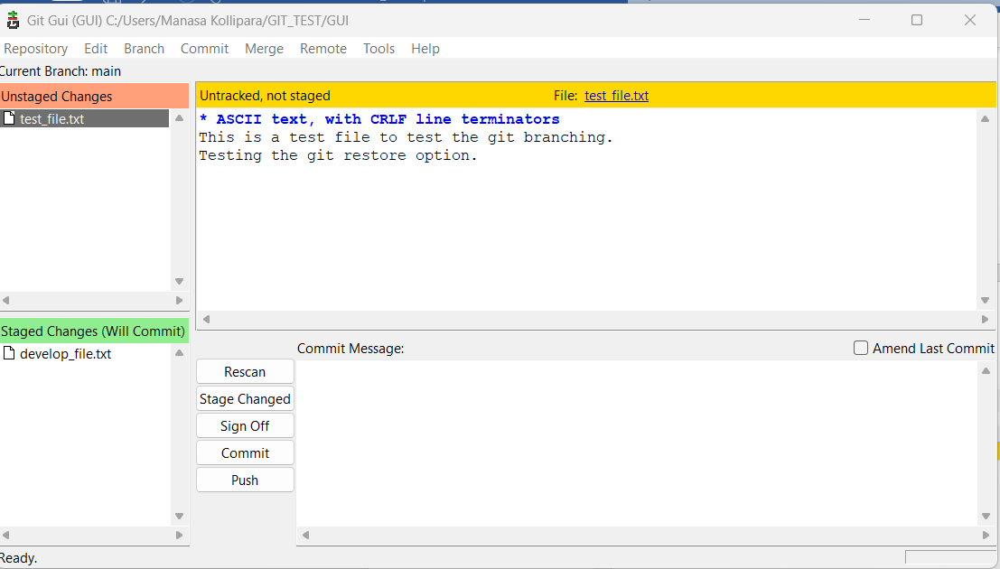 Git Gui (GUI) C:/Users/Manasa Kollipara/GIT_TEST/GUI
Repository Edit Branch Commit Merge Remote Tools Help
Current Branch: main
Unstaged Changes
test_file.txt
Untracked, not staged File: test_file.txt
* ASCII text, with CRLF line terminators
This is a test file to test the git branching.
Testing the git restore option.
Staged Changes (Will Commit)
develop_file.txt
Commit Message: Amend Last Commit
Rescan
Stage Changed
Sign Off
Commit
Push
Ready.